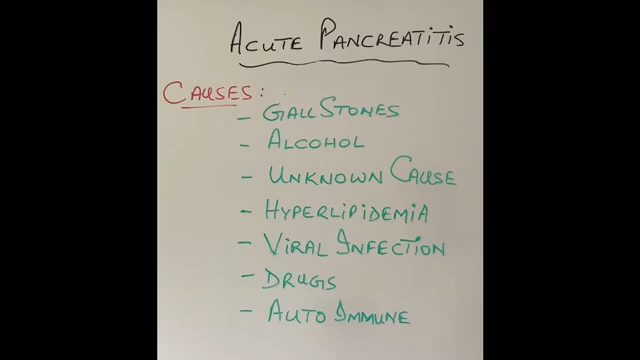 ACUTE PANCREATITIS
CAUSES:
- GALLSTONES
- ALCOHOL
- UNKNOWN CAUSE
- HYPERLIPIDEMIA
- VIRAL INFECTION
- DRUGS
- AUTO IMMUNE